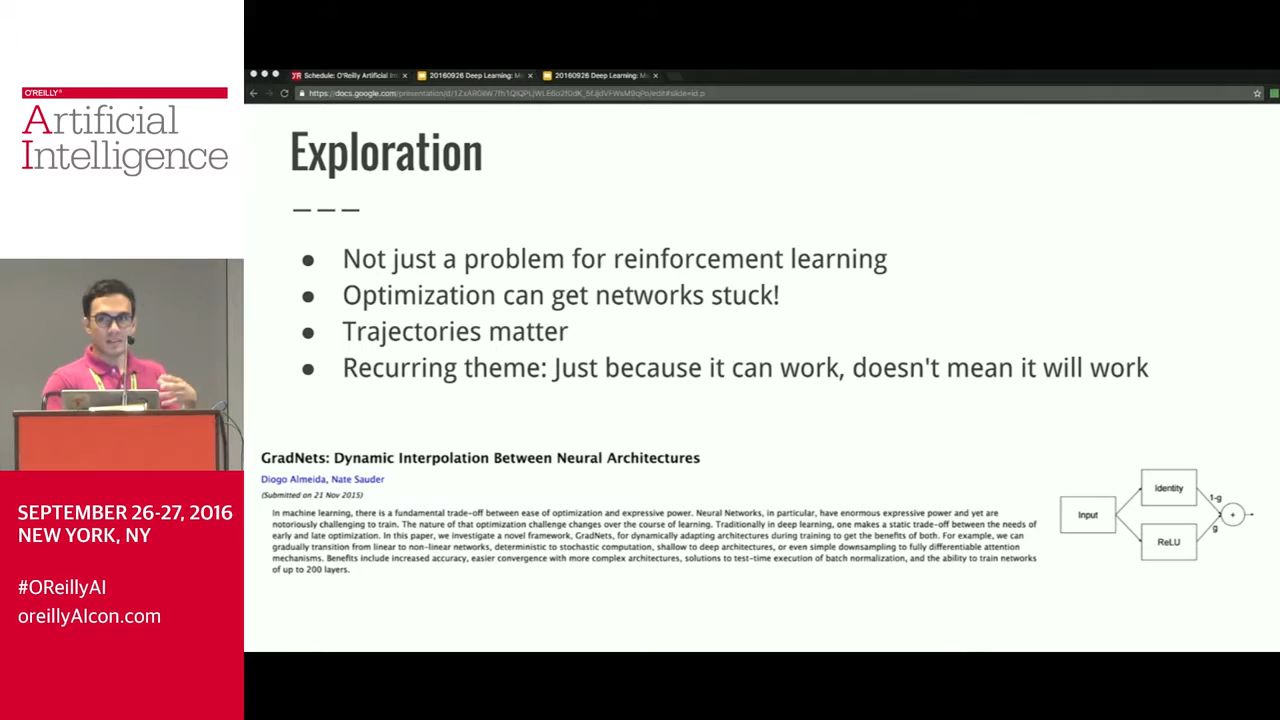 O'REILLY®
Artificial
Intelligence
SEPTEMBER 26-27, 2016
NEW YORK, NY
#OReillyAI
oreillyAIcon.com
Schedule: O'Reilly Artificial Int
20160926 Deep Learning: M
20160926 Deep Learning: M
Exploration
Not just a problem for reinforcement learning
Optimization can get networks stuck!
Trajectories matter
Recurring theme: Just because it can work, doesn't mean it will work
GradNets: Dynamic Interpolation Between Neural Architectures
Diogo Almeida, Nate Sauder
(Submitted on 21 Nov 2015)
In machine learning, there is a fundamental trade-off between ease of optimization and expressive power. Neural Networks, in particular, have enormous expressive power and yet are
notoriously challenging to train. The nature of that optimization challenge changes over the course of learning. Traditionally in deep learning, one makes a static trade-off between the needs of
early and late optimization. In this paper, we investigate a novel framework, GradNets, for dynamically adapting architectures during training to get the benefits of both. For example, we can
gradually transition from linear to non-linear networks, deterministic to stochastic computation, shallow to deep architectures, or even simple downsampling to fully differentiable attention
mechanisms. Benefits include increased accuracy, easier convergence with more complex architectures, solutions to test-time execution of batch normalization, and the ability to train networks
of up to 200 layers.
Input
Identity
ReLU
1-g
g
+